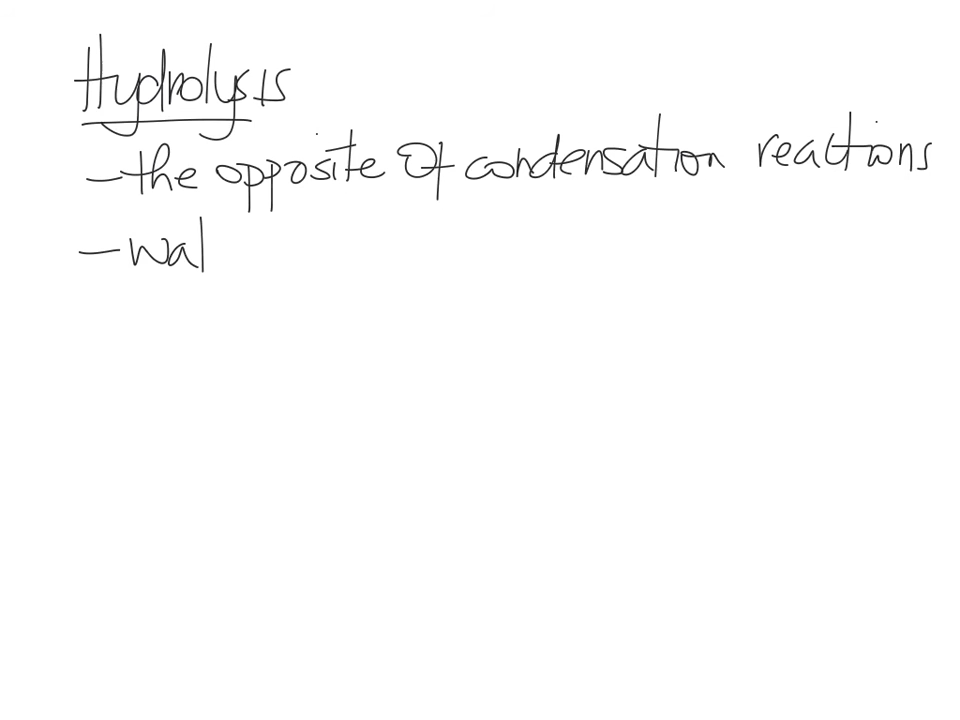 Hydrolysis
- the opposite of condensation reactions
- wal